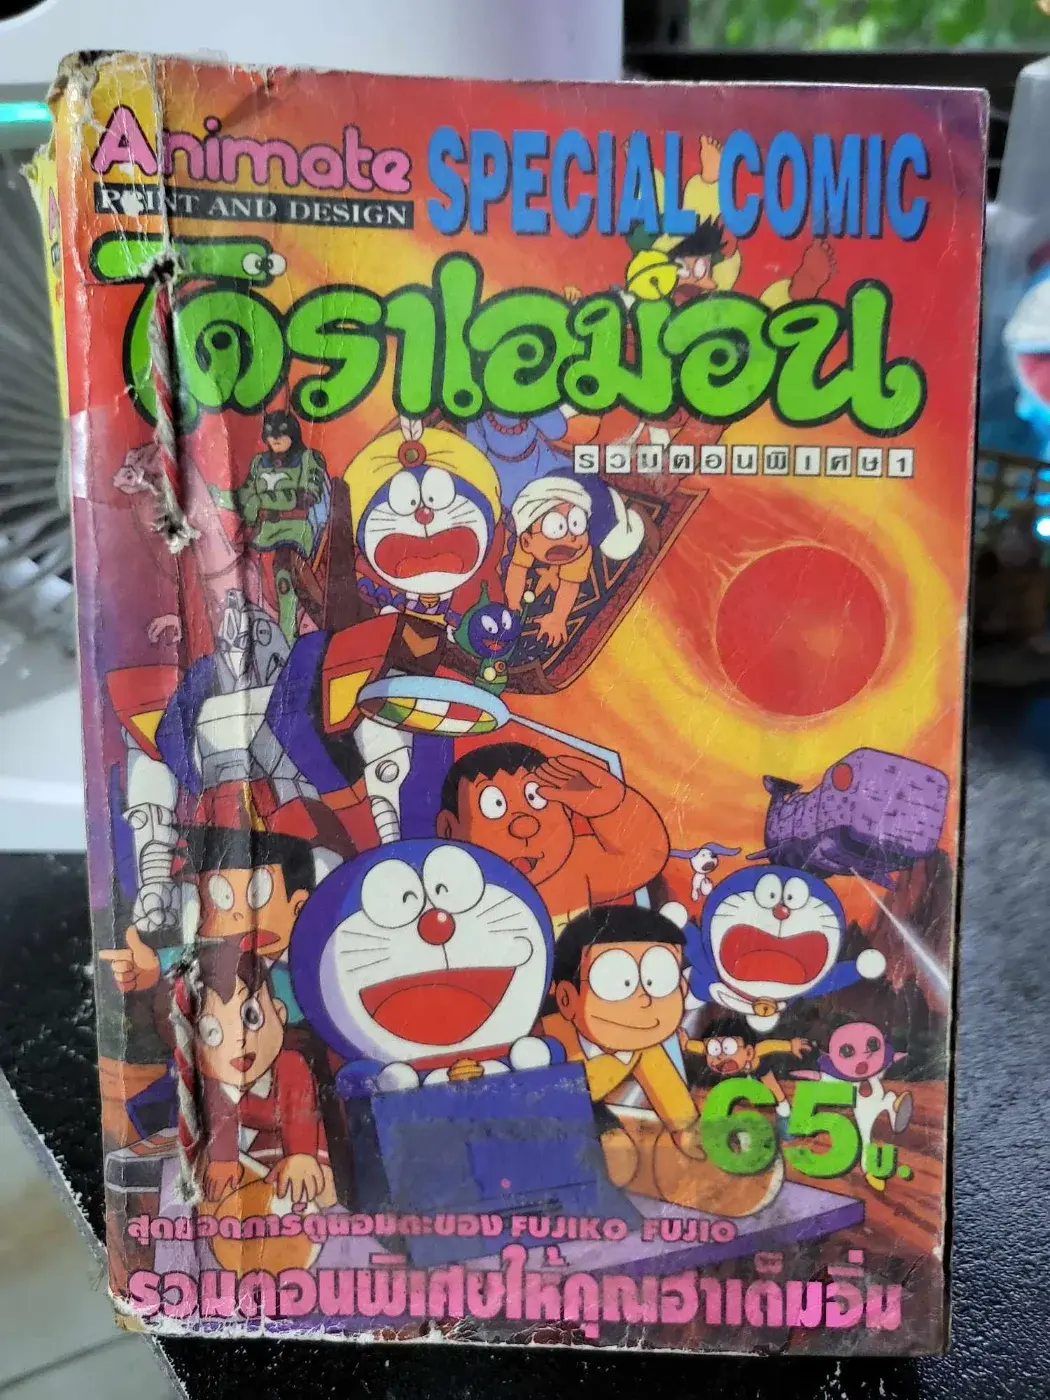 Animate
PRINT AND DESIGN
SPECIAL COMIC
โดราเอมอน
รวมตอนพิเศษ 1
65 บ.
สุดยอดการ์ตูนอมตะของ FUJIKO FUJIO
รวมตอนพิเศษให้คุณฮาเต็มอิ่ม